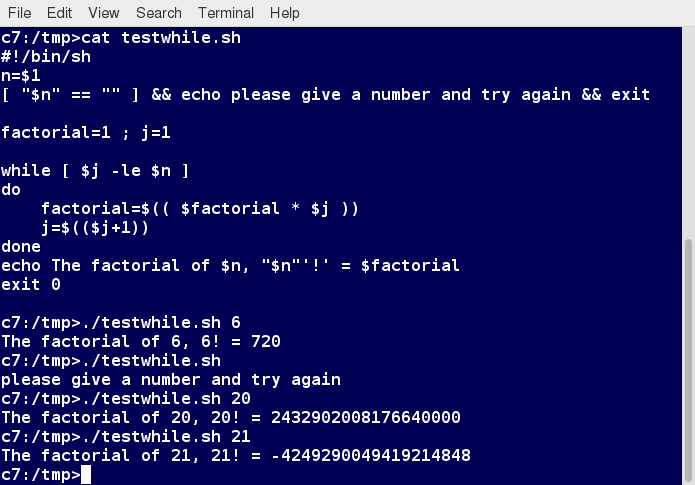 File Edit View Search Terminal Help
c7:/tmp>cat testwhile.sh
#!/bin/sh
n=$1
[ "$n" == "" ] && echo please give a number and try again && exit
factorial=1 ; j=1
while [ $j -le $n ]
do
    factorial=$(( $factorial * $j ))
    j=$(($j+1))
done
echo The factorial of $n, "$n"'!' = $factorial
exit 0
c7:/tmp>./testwhile.sh 6
The factorial of 6, 6! = 720
c7:/tmp>./testwhile.sh
please give a number and try again
c7:/tmp>./testwhile.sh 20
The factorial of 20, 20! = 2432902008176640000
c7:/tmp>./testwhile.sh 21
The factorial of 21, 21! = -4249290049419214848
c7:/tmp>